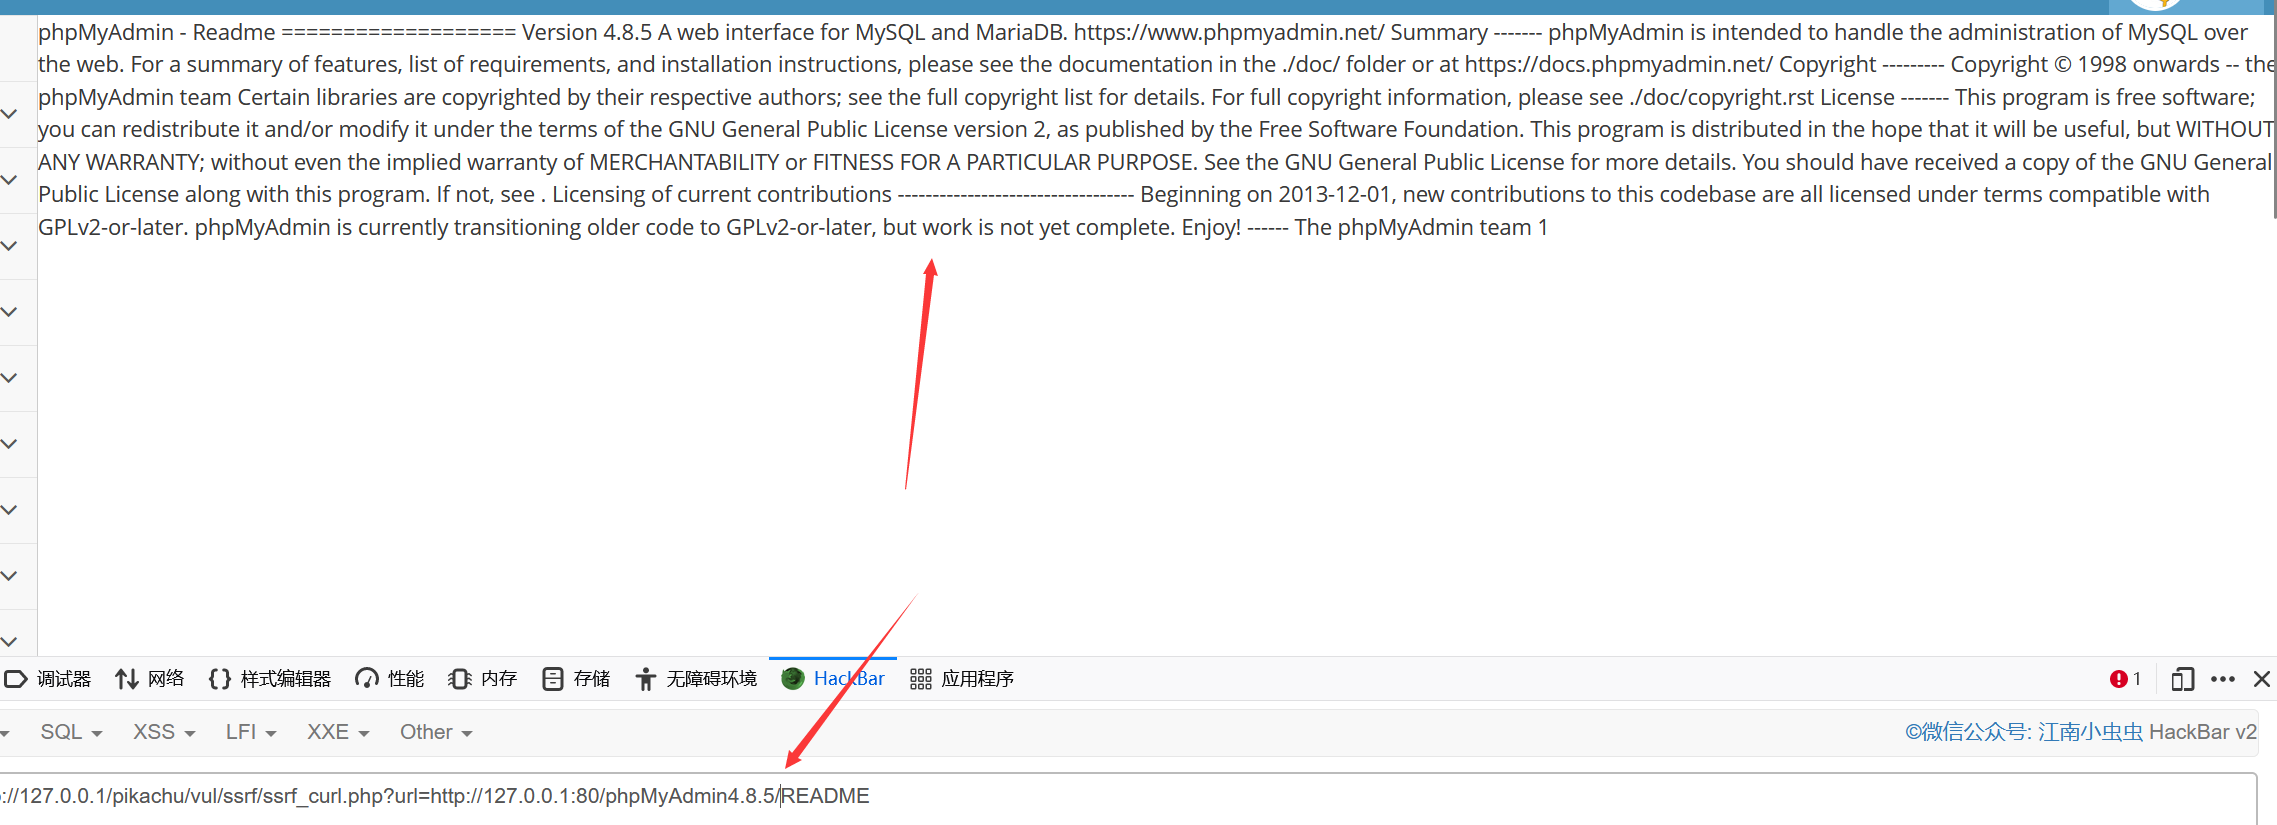 phpMyAdmin - Readme =================== Version 4.8.5 A web interface for MySQL and MariaDB. https://www.phpmyadmin.net/ Summary ------- phpMyAdmin is intended to handle the administration of MySQL over
the web. For a summary of features, list of requirements, and installation instructions, please see the documentation in the ./doc/ folder or at https://docs.phpmyadmin.net/ Copyright --------- Copyright © 1998 onwards -- the
phpMyAdmin team Certain libraries are copyrighted by their respective authors; see the full copyright list for details. For full copyright information, please see ./doc/copyright.rst License ------- This program is free software;
you can redistribute it and/or modify it under the terms of the GNU General Public License version 2, as published by the Free Software Foundation. This program is distributed in the hope that it will be useful, but WITHOUT
ANY WARRANTY; without even the implied warranty of MERCHANTABILITY or FITNESS FOR A PARTICULAR PURPOSE. See the GNU General Public License for more details. You should have received a copy of the GNU General
Public License along with this program. If not, see . Licensing of current contributions ---------------------------------- Beginning on 2013-12-01, new contributions to this codebase are all licensed under terms compatible with
GPLv2-or-later. phpMyAdmin is currently transitioning older code to GPLv2-or-later, but work is not yet complete. Enjoy! ------ The phpMyAdmin team 1
调试器 网络 样式编辑器 性能 内存 存储 无障碍环境 HackBar 应用程序 1
SQL XSS LFI XXE Other ©微信公众号: 江南小虫虫 HackBar v2
://127.0.0.1/pikachu/vul/ssrf/ssrf_curl.php?url=http://127.0.0.1:80/phpMyAdmin4.8.5/README